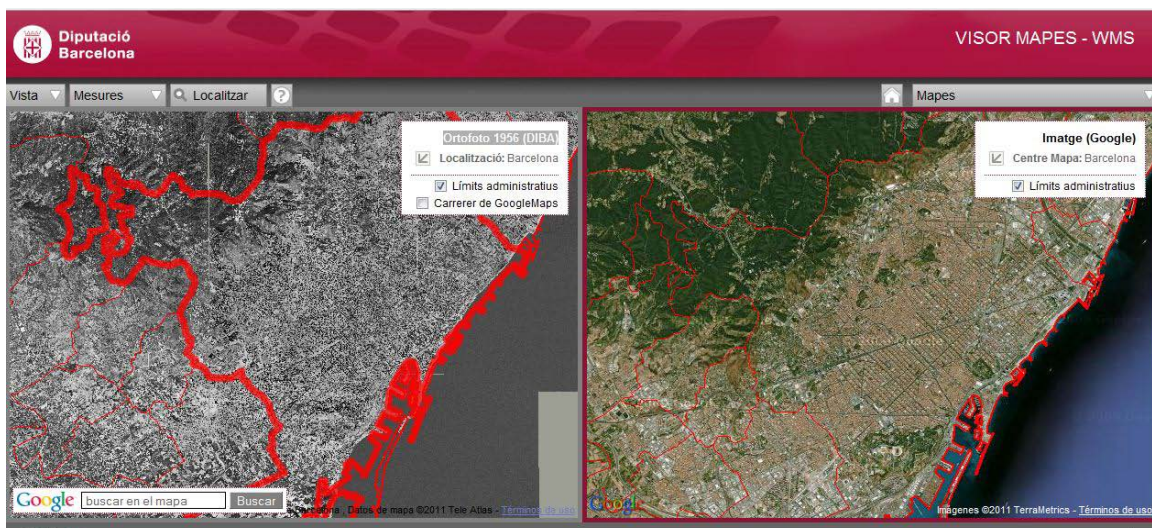 Diputació
Barcelona
VISOR MAPES - WMS
Vista
Mesures
Localitzar
?
Mapes
Ortofoto 1956 (DIBA)
Localització: Barcelona
Límits administratius
Carrerer de GoogleMaps
Google
buscar en el mapa
Buscar
Barcelona , Datos de mapa ©2011 Tele Atlas - Términos de uso
Imatge (Google)
Centre Mapa: Barcelona
Límits administratius
Google
Imágenes ©2011 TerraMetrics - Términos de uso